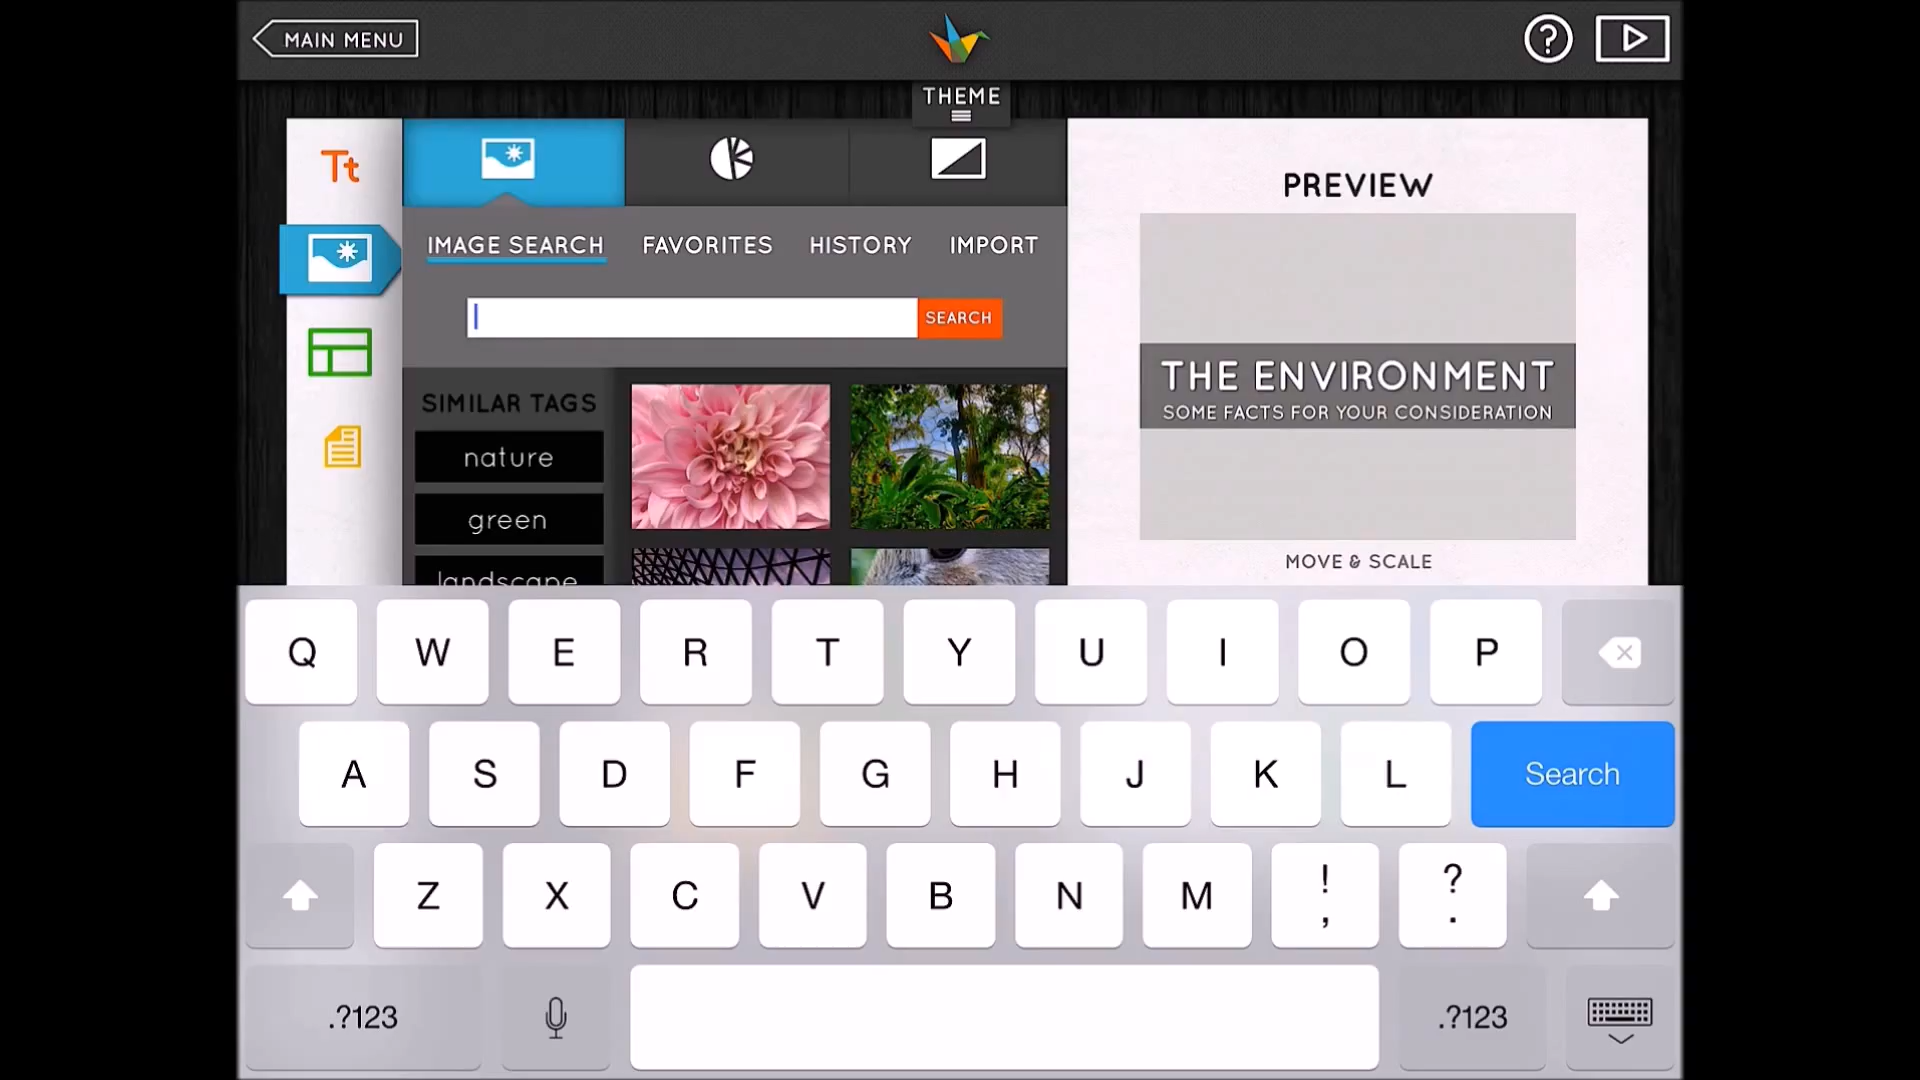 MAIN MENU
?
THEME
Tt
IMAGE SEARCH FAVORITES HISTORY IMPORT
SEARCH
SIMILAR TAGS
nature
green
landscape
PREVIEW
THE ENVIRONMENT
SOME FACTS FOR YOUR CONSIDERATION
MOVE & SCALE
Q W E R T Y U I O P
A S D F G H J K L Search
Z X C V B N M ! , ? .
.?123 .?123